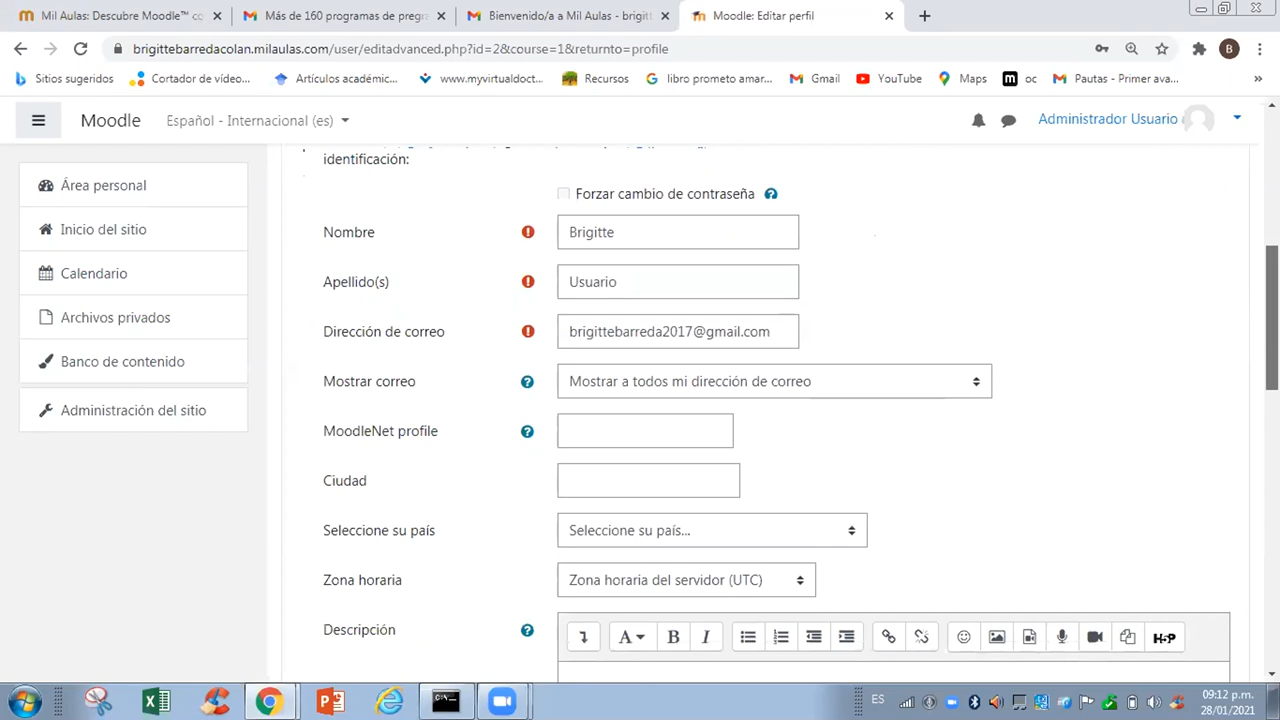 Mil Aulas: Descubre Moodle™ co
Más de 160 programas de pregr
Bienvenido/a a Mil Aulas - brigitt
Moodle: Editar perfil
brigittebarredacolan.milaulas.com/user/editadvanced.php?id=2&course=1&returnto=profile
B
Sitios sugeridos
Cortador de vídeo...
Artículos académic...
www.myvirtualdoct...
Recursos
libro prometo amar...
Gmail
YouTube
Maps
oc
Pautas - Primer ava...
Moodle
Español - Internacional (es)
Administrador Usuario
identificación:
Área personal
Inicio del sitio
Calendario
Archivos privados
Banco de contenido
Administración del sitio
Forzar cambio de contraseña
Nombre
Brigitte
Apellido(s)
Usuario
Dirección de correo
brigittebarreda2017@gmail.com
Mostrar correo
Mostrar a todos mi dirección de correo
MoodleNet profile
Ciudad
Seleccione su país
Seleccione su país...
Zona horaria
Zona horaria del servidor (UTC)
Descripción
A B I
H5P
ES
09:12 p.m.
28/01/2021